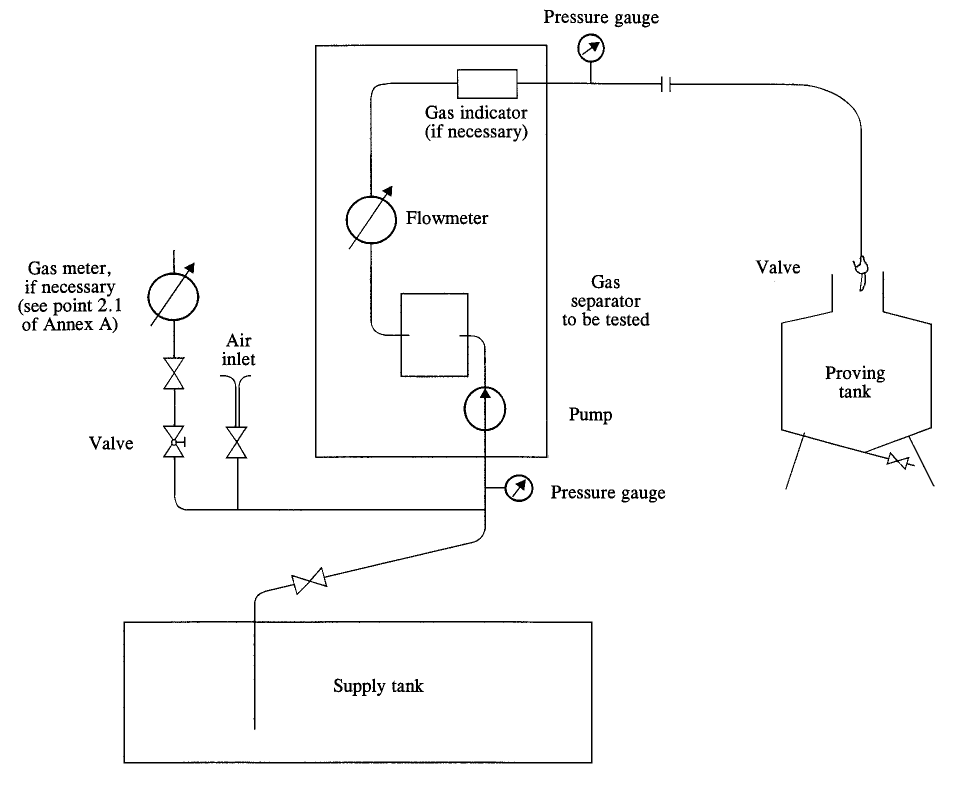 Pressure gauge
Gas indicator
(if necessary)
Flowmeter
Gas meter,
if necessary
(see point 2.1
of Annex A)
Air
inlet
Valve
Gas
separator
to be tested
Valve
Proving
tank
Pump
Pressure gauge
Supply tank